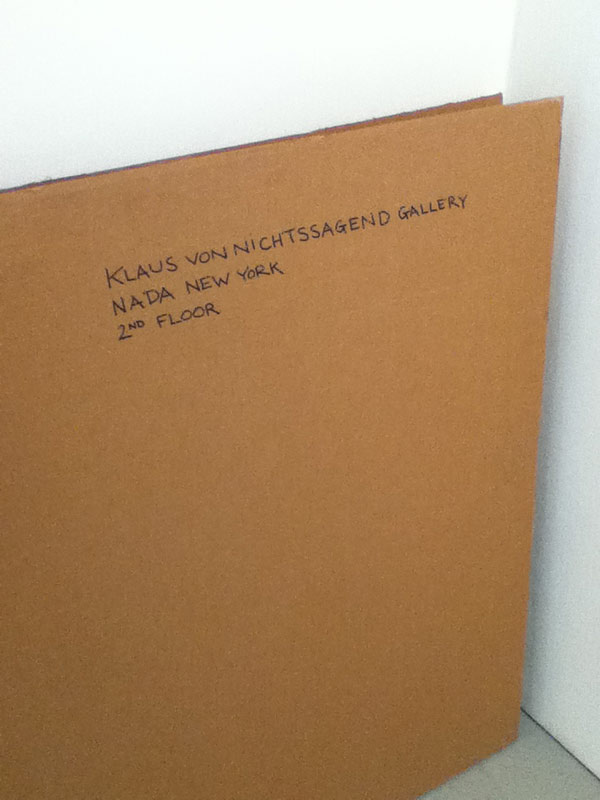 KLAUS VON NICHTSSAGEND GALLERY
NADA NEW YORK
2ND FLOOR